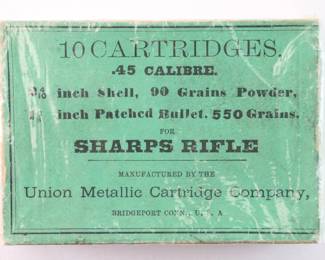 10 CARTRIDGES.
.45 CALIBRE.
inch Shell, 90 Grains Powder,
inch Patched Bullet. 550 Grains.
FOR
SHARPS RIFLE
MANUFACTURED BY THE
Union Metallic Cartridge Company,
BRIDGEPORT CONN., U. S. A